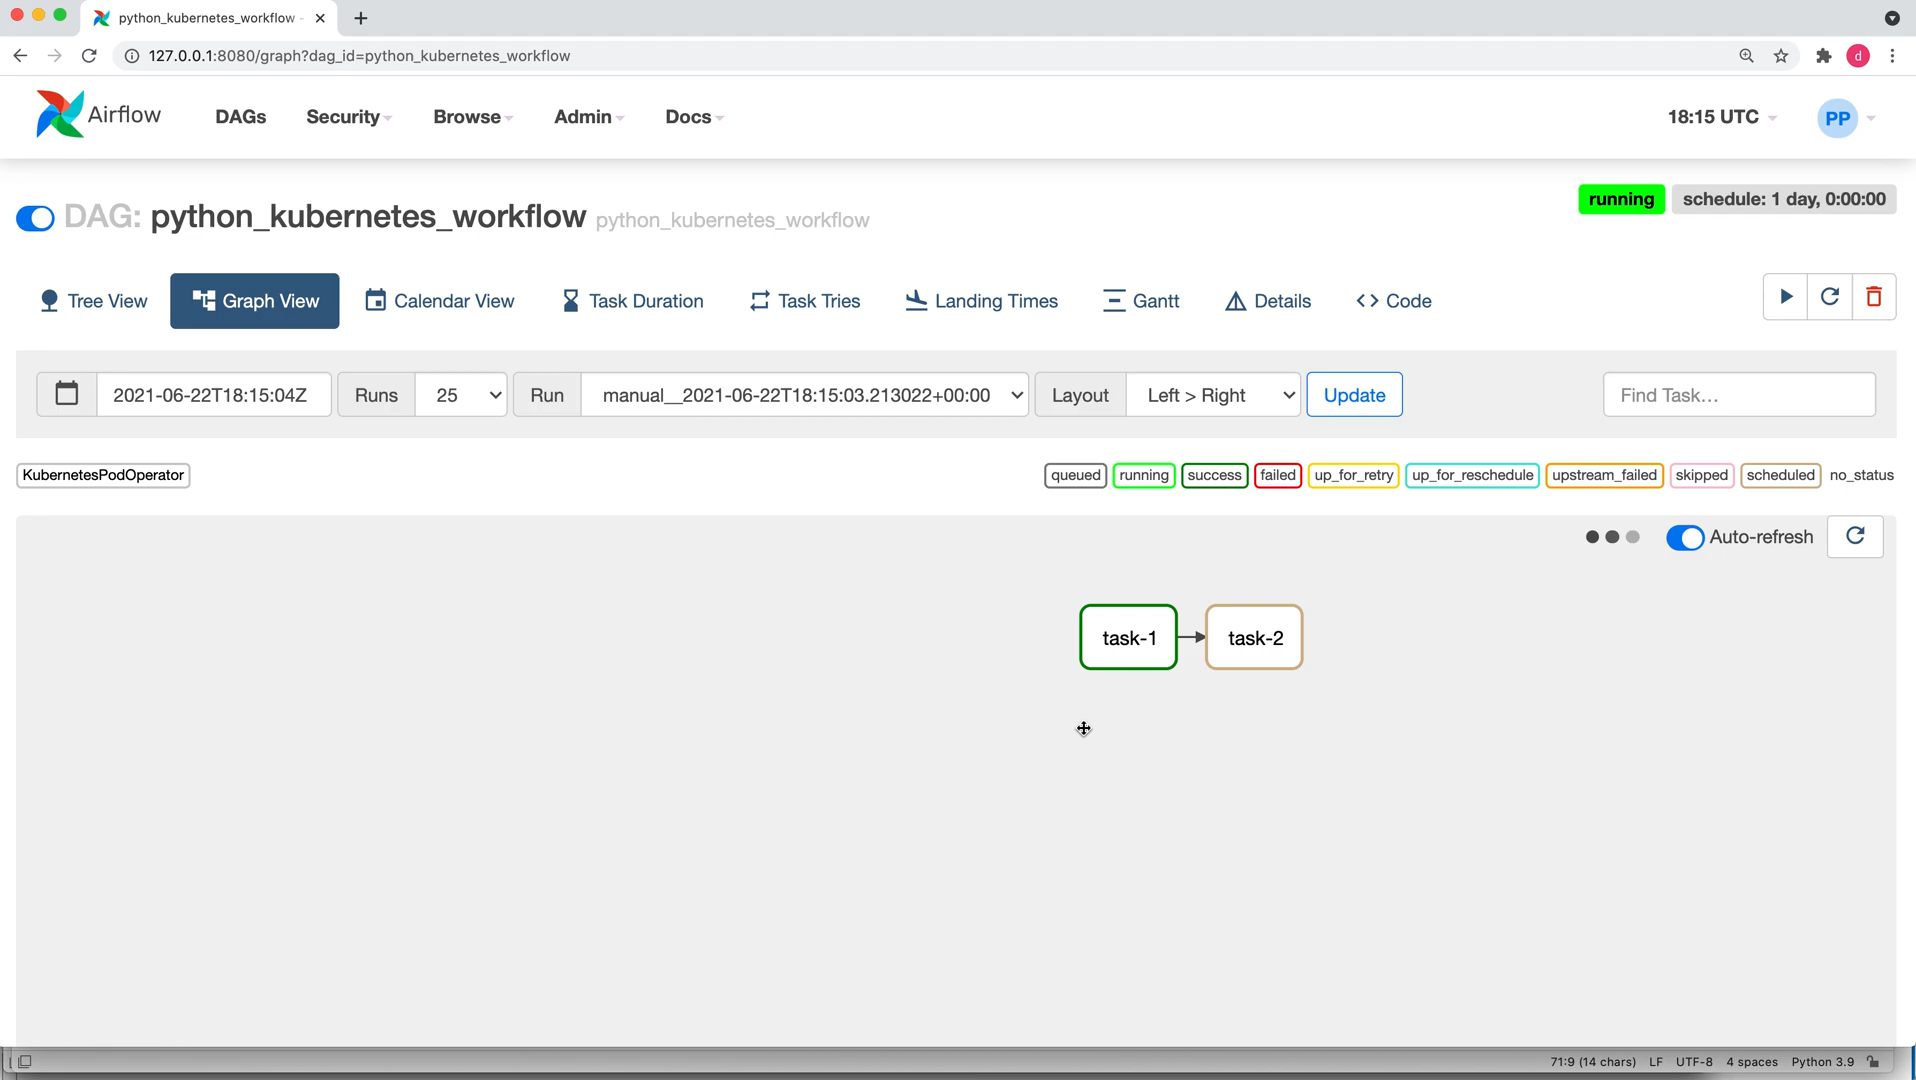 python_kubernetes_workflow -
127.0.0.1:8080/graph?dag_id=python_kubernetes_workflow
d
Airflow DAGs Security Browse Admin Docs 18:15 UTC PP
DAG: python_kubernetes_workflow python_kubernetes_workflow
running schedule: 1 day, 0:00:00
Tree View Graph View Calendar View Task Duration Task Tries Landing Times Gantt Details Code
2021-06-22T18:15:04Z Runs 25 Run manual__2021-06-22T18:15:03.213022+00:00 Layout Left > Right Update Find Task…
KubernetesPodOperator queued running success failed up_for_retry up_for_reschedule upstream_failed skipped scheduled no_status
Auto-refresh
task-1 task-2
71:9 (14 chars) LF UTF-8 4 spaces Python 3.9